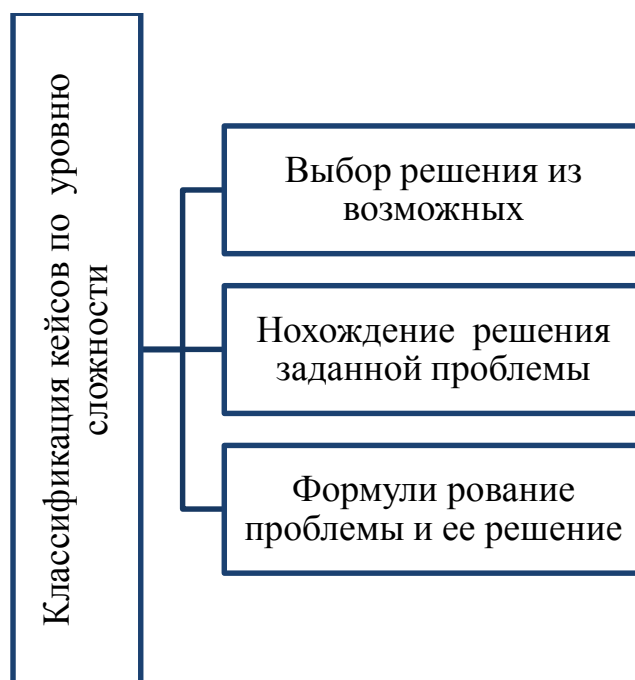 Классификация кейсов по уровню
сложности
Выбор решения из
возможных
Нохождение решения
заданной проблемы
Формули рование
проблемы и ее решение